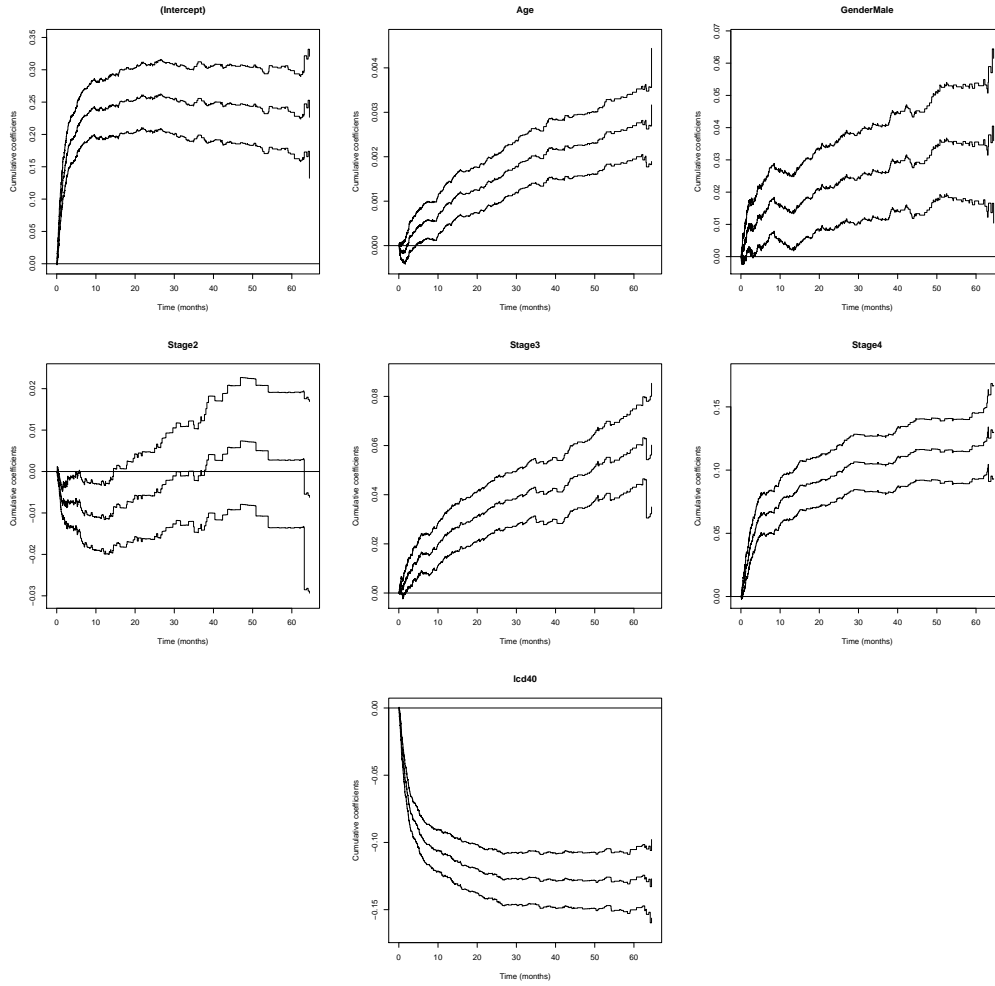 (Intercept)
Cumulative coefficients
0.00 0.05 0.10 0.15 0.20 0.25 0.30 0.35
0 10 20 30 40 50 60
Time (months)
Age
Cumulative coefficients
0.000 0.001 0.002 0.003 0.004
0 10 20 30 40 50 60
Time (months)
GenderMale
Cumulative coefficients
0.00 0.01 0.02 0.03 0.04 0.05 0.06 0.07
0 10 20 30 40 50 60
Time (months)
Stage2
Cumulative coefficients
−0.03 −0.02 −0.01 0.00 0.01 0.02
0 10 20 30 40 50 60
Time (months)
Stage3
Cumulative coefficients
0.00 0.02 0.04 0.06 0.08
0 10 20 30 40 50 60
Time (months)
Stage4
Cumulative coefficients
0.00 0.05 0.10 0.15
0 10 20 30 40 50 60
Time (months)
lcd40
Cumulative coefficients
−0.15 −0.10 −0.05 0.00
0 10 20 30 40 50 60
Time (months)